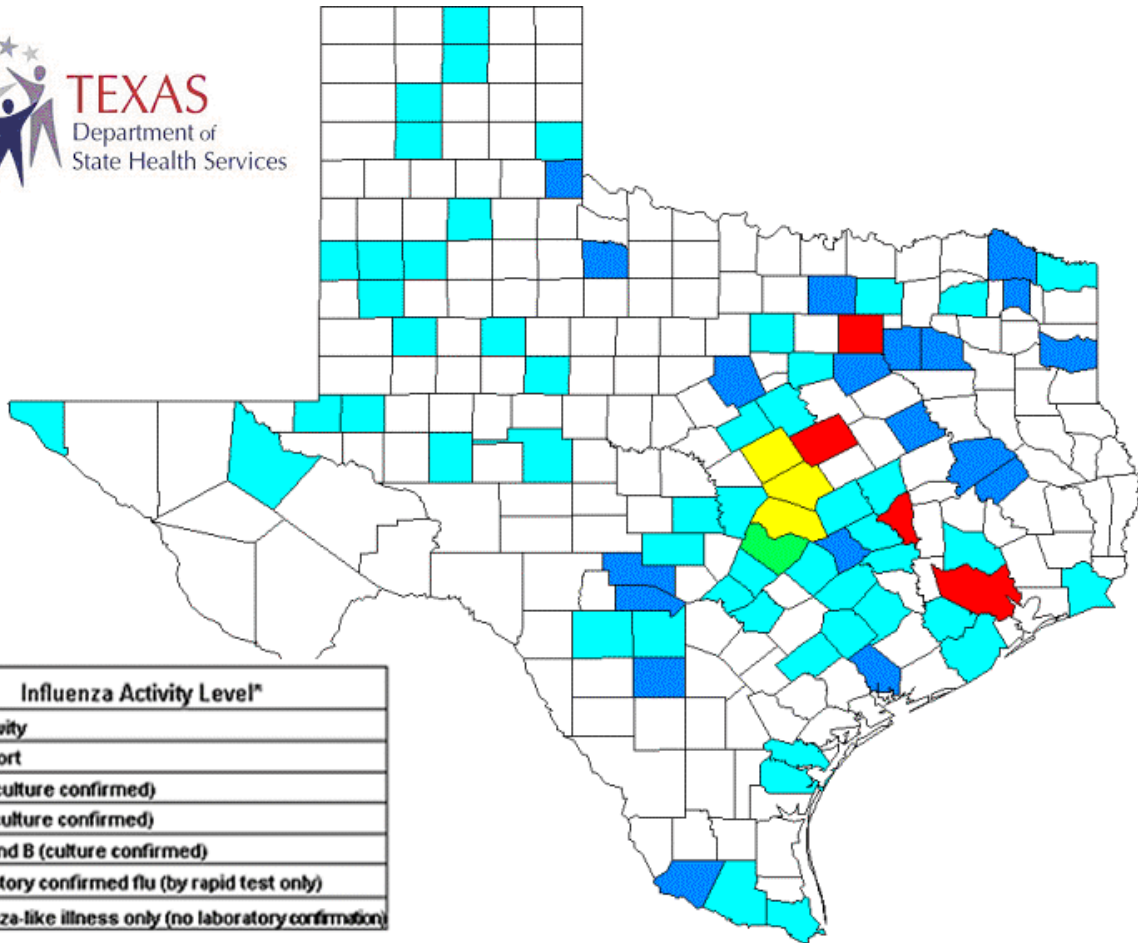 TEXAS
Department of
State Health Services
Influenza Activity Level*
vity
ort
culture confirmed)
culture confirmed)
nd B (culture confirmed)
tory confirmed flu (by rapid test only)
za-like illness only (no laboratory confirmation)